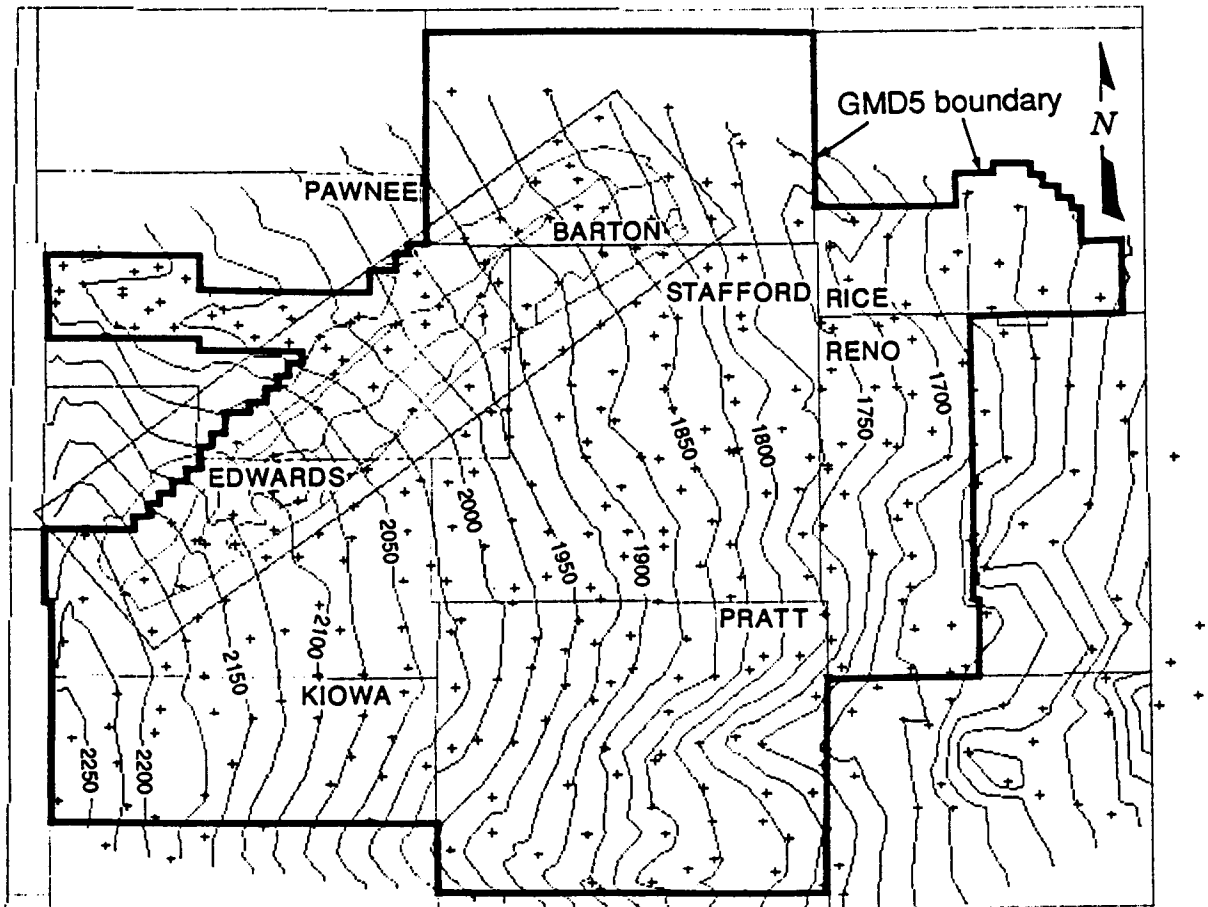 GMD5 boundary
N
PAWNEE
BARTON
STAFFORD
RICE
RENO
1700
1750
1800
1850
EDWARDS
2000
2050
1950
1900
2100
PRATT
2150
KIOWA
2200
2250